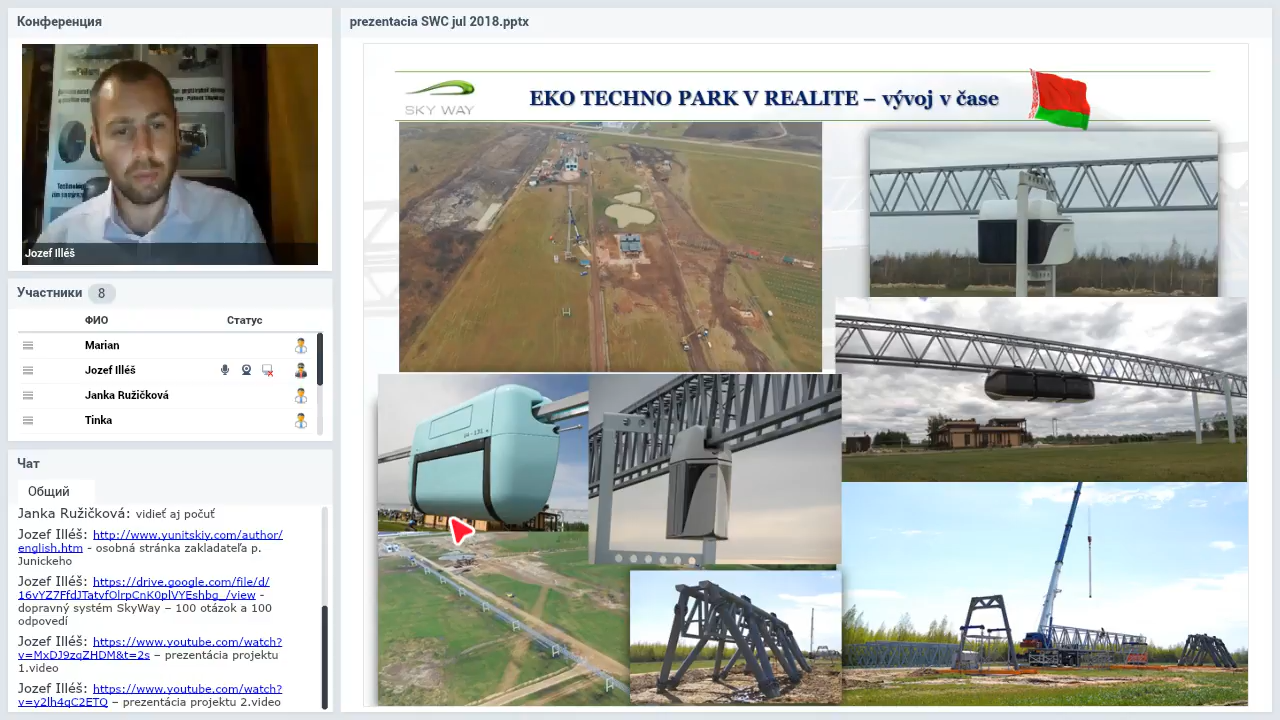 Конференция
Jozef Illéš
Участники 8
ФИО Статус
Marian
Jozef Illéš
Janka Ružičková
Tinka
Чат
Общий
Janka Ružičková: vidieť aj počuť
Jozef Illéš: http://www.yunitskiy.com/author/
english.htm - osobná stránka zakladateľa p.
Junickeho
Jozef Illéš: https://drive.google.com/file/d/
16vYZ7FfdJTatvfOlrpCnK0plVYEshbg_/view -
dopravný systém SkyWay – 100 otázok a 100
odpovedí
Jozef Illéš: https://www.youtube.com/watch?
v=MxDJ9zqZHDM&t=2s – prezentácia projektu
1.video
Jozef Illéš: https://www.youtube.com/watch?
v=y2lh4qC2ETQ – prezentácia projektu 2.video
prezentacia SWC jul 2018.pptx
SKY WAY
EKO TECHNO PARK V REALITE – vývoj v čase